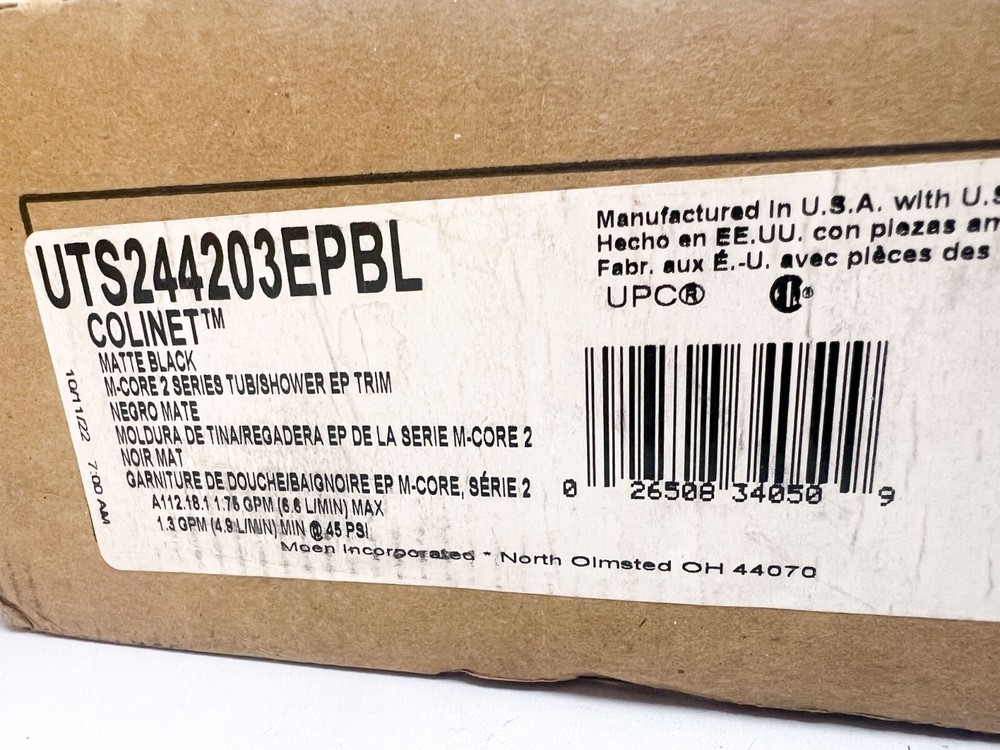 UTS244203EPBL
COLINET™
MATTE BLACK
M-CORE 2 SERIES TUB/SHOWER EP TRIM
NEGRO MATE
MOLDURA DE TINA/REGADERA EP DE LA SERIE M-CORE 2
NOIR MAT
GARNITURE DE DOUCHE/BAIGNOIRE EP M-CORE, SÉRIE 2
A112.18.1 1.75 GPM (6.6 L/MIN) MAX
1.3 GPM (4.9 L/MIN) MIN @ 45 PSI
Moen Incorporated * North Olmsted OH 44070
10/11/22 7:00 AM
Manufactured in U.S.A. with U.S
Hecho en EE.UU. con piezas am
Fabr. aux É.-U. avec pièces des
UPC®
0 26508 34050 9